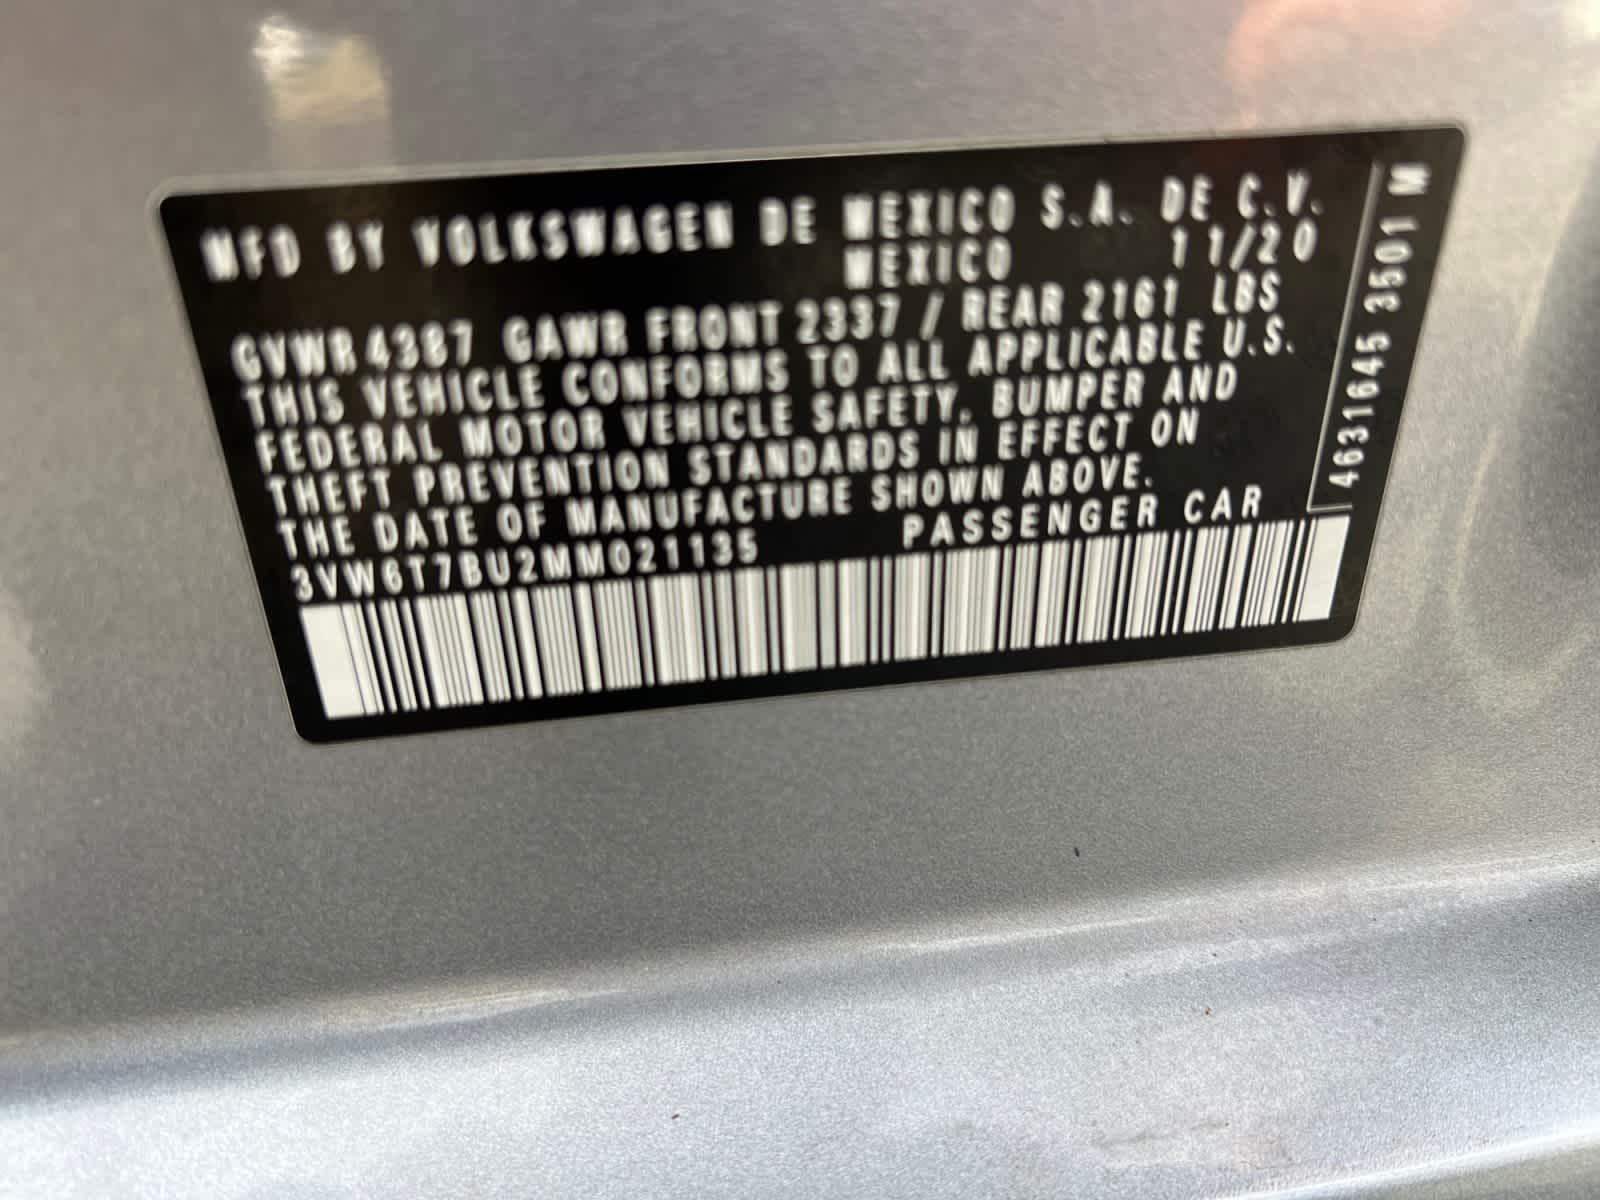 MFD BY VOLKSWAGEN DE MEXICO S.A. DE C.V.
MEXICO 11/20
GVWR 4387 GAWR FRONT 2337 / REAR 2161 LBS
THIS VEHICLE CONFORMS TO ALL APPLICABLE U.S.
FEDERAL MOTOR VEHICLE SAFETY, BUMPER AND
THEFT PREVENTION STANDARDS IN EFFECT ON
THE DATE OF MANUFACTURE SHOWN ABOVE.
3VW6T7BU2MM021135 PASSENGER CAR
4631645 3501 M